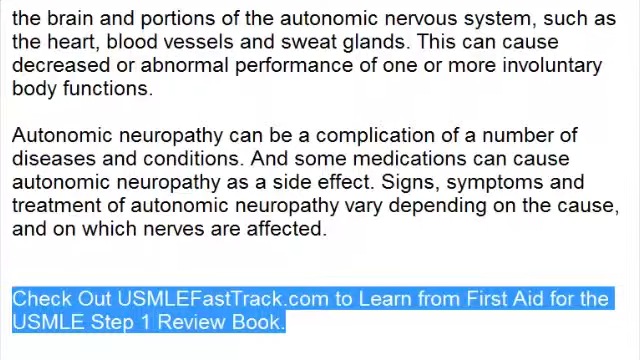 the brain and portions of the autonomic nervous system, such as
the heart, blood vessels and sweat glands. This can cause
decreased or abnormal performance of one or more involuntary
body functions.
Autonomic neuropathy can be a complication of a number of
diseases and conditions. And some medications can cause
autonomic neuropathy as a side effect. Signs, symptoms and
treatment of autonomic neuropathy vary depending on the cause,
and on which nerves are affected.
Check Out USMLEFastTrack.com to Learn from First Aid for the
USMLE Step 1 Review Book.